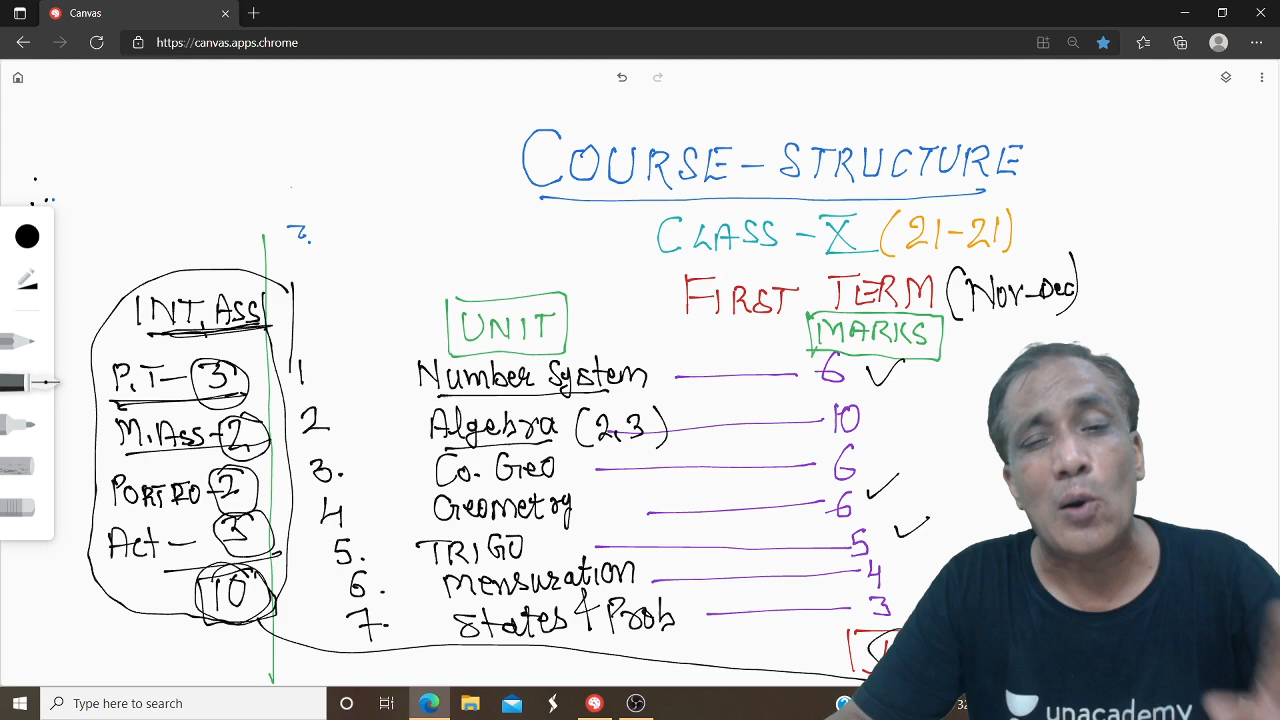 Canvas
https://canvas.apps.chrome
COURSE-STRUCTURE
CLASS-X (21-21)
FIRST TERM (Nov-Dec)
INT. ASS
UNIT
MARKS
P.T - 3
1
Number System
6
M. Ass - 2
2
Algebra (2,3)
10
3.
Co. Geo
6
2
4
Geometry
6
Act - 3
5.
TRIGO
5
10
6.
Mensuration
4
7.
States & Prob
3
Type here to search
unacademy